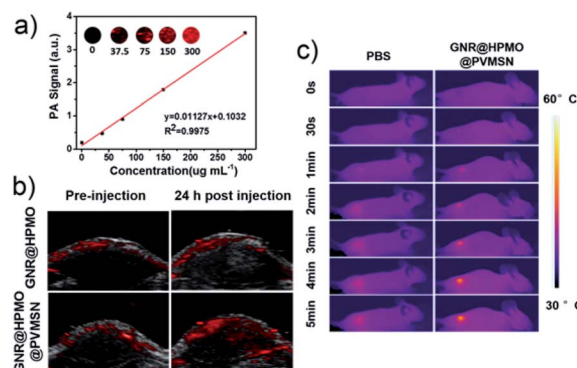 a)
PA Signal (a.u.)
4
3
2
1
0
0 37.5 75 150 300
y=0.01127x+0.1032
R²=0.9975
0 50 100 150 200 250 300
Concentration(ug mL⁻¹)
b)
Pre-injection 24 h post injection
GNR@HPMO
GNR@HPMO
@PVMSN
c)
PBS
GNR@HPMO
@PVMSN
0s
30s
1min
2min
3min
4min
5min
60° C
30° C